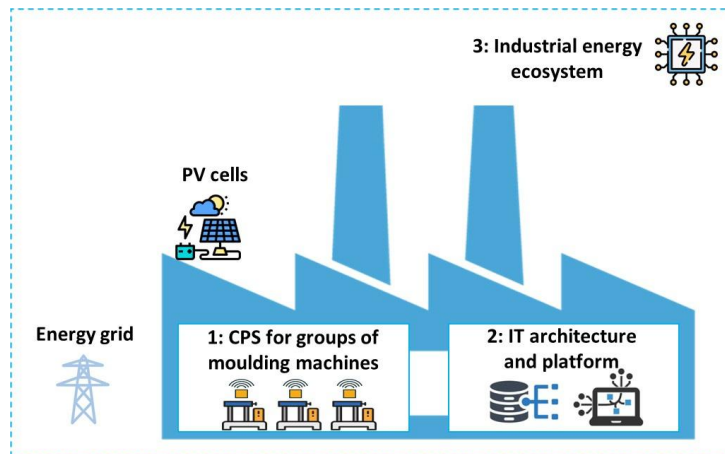 3: Industrial energy
ecosystem
PV cells
Energy grid
1: CPS for groups of
moulding machines
2: IT architecture
and platform